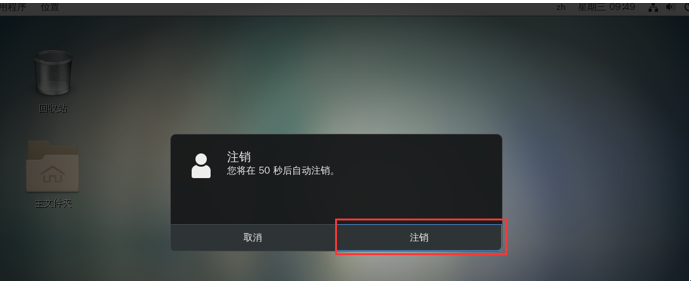 用程序 位置 zh 星期三 09∶49
回收站
主文件夹
注销
您将在 50 秒后自动注销。
取消 注销